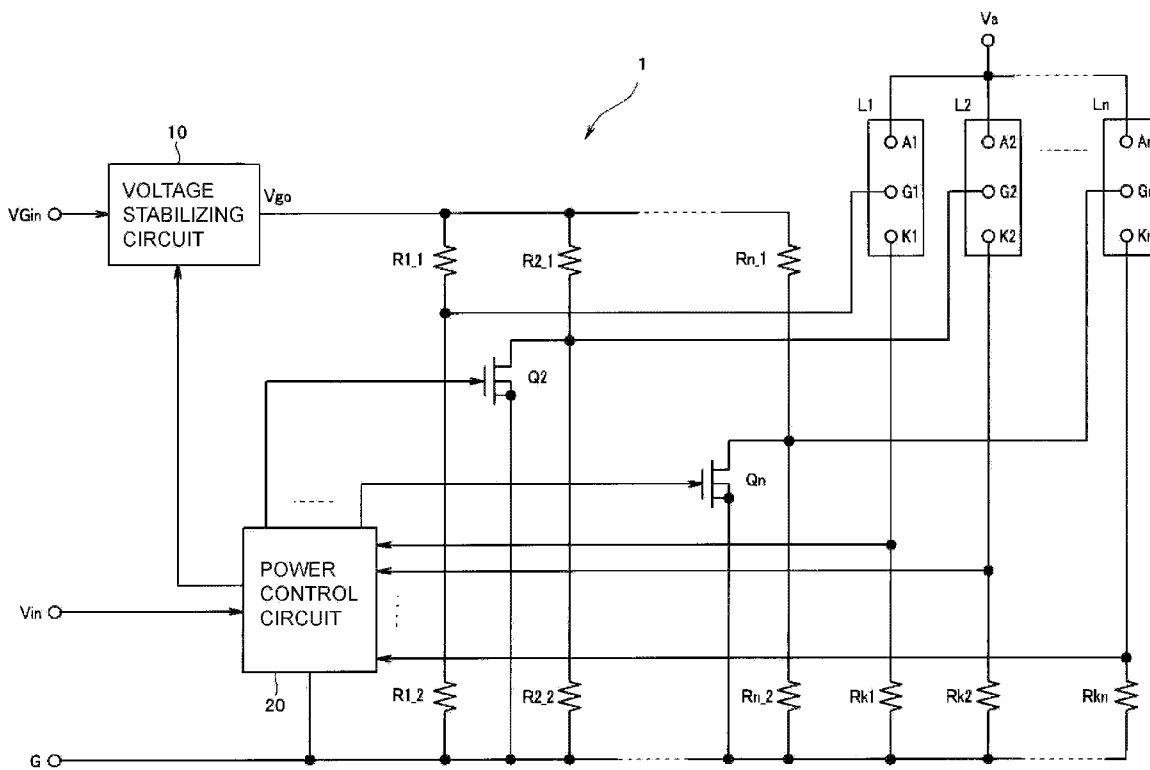 Va
1
L1
L2
Ln
10
A1
A2
VOLTAGE
STABILIZING
CIRCUIT
Vgo
VGin
G1
G2
K1
K2
Kn
R1_1
R2_1
Rn_1
Q2
Qn
POWER
CONTROL
CIRCUIT
Vin
20
R1_2
R2_2
Rn_2
Rk1
Rk2
Rkn
G